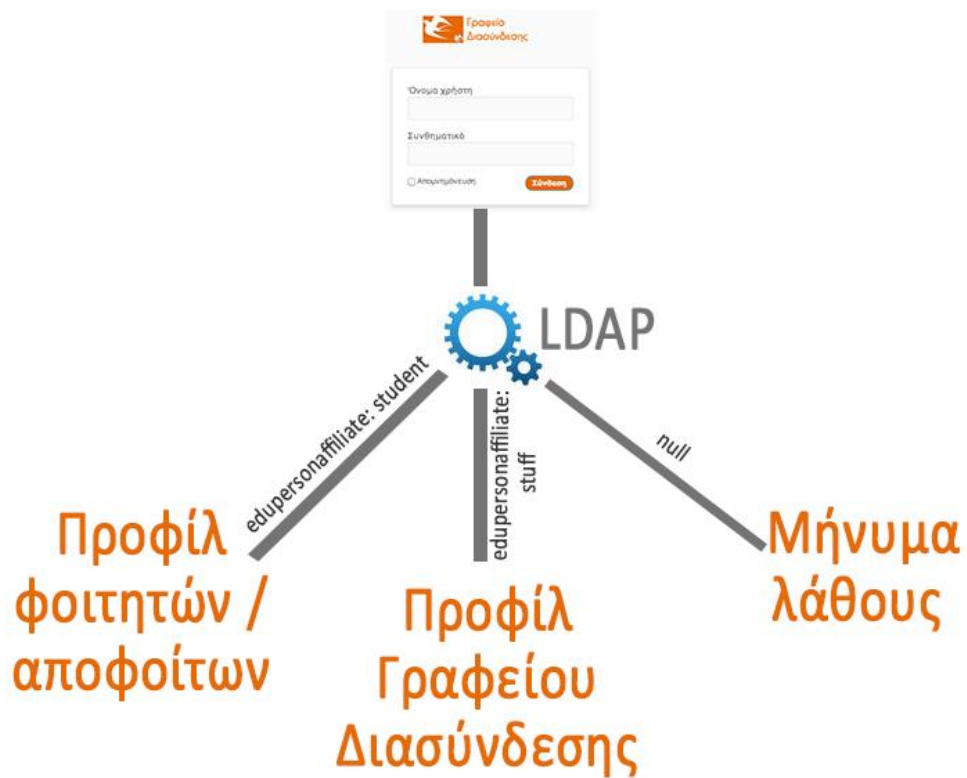 Γραφείο
Διασύνδεσης
Όνομα χρήστη
Συνθηματικό
Απομνημόνευση
Σύνδεση
LDAP
edupersonaffiliate: student
edupersonaffiliate:
stuff
null
Προφίλ
φοιτητών /
αποφοίτων
Προφίλ
Γραφείου
Διασύνδεσης
Μήνυμα
λάθους